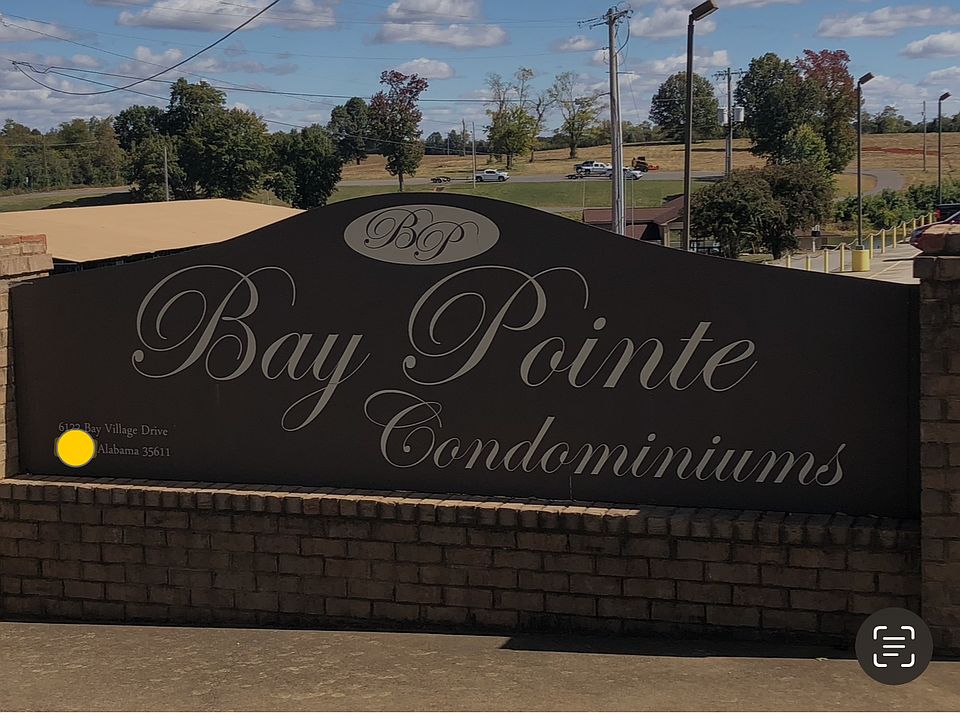 BP
Bay Pointe
Condominiums
6122 Bay Village Drive
Alabama 35611